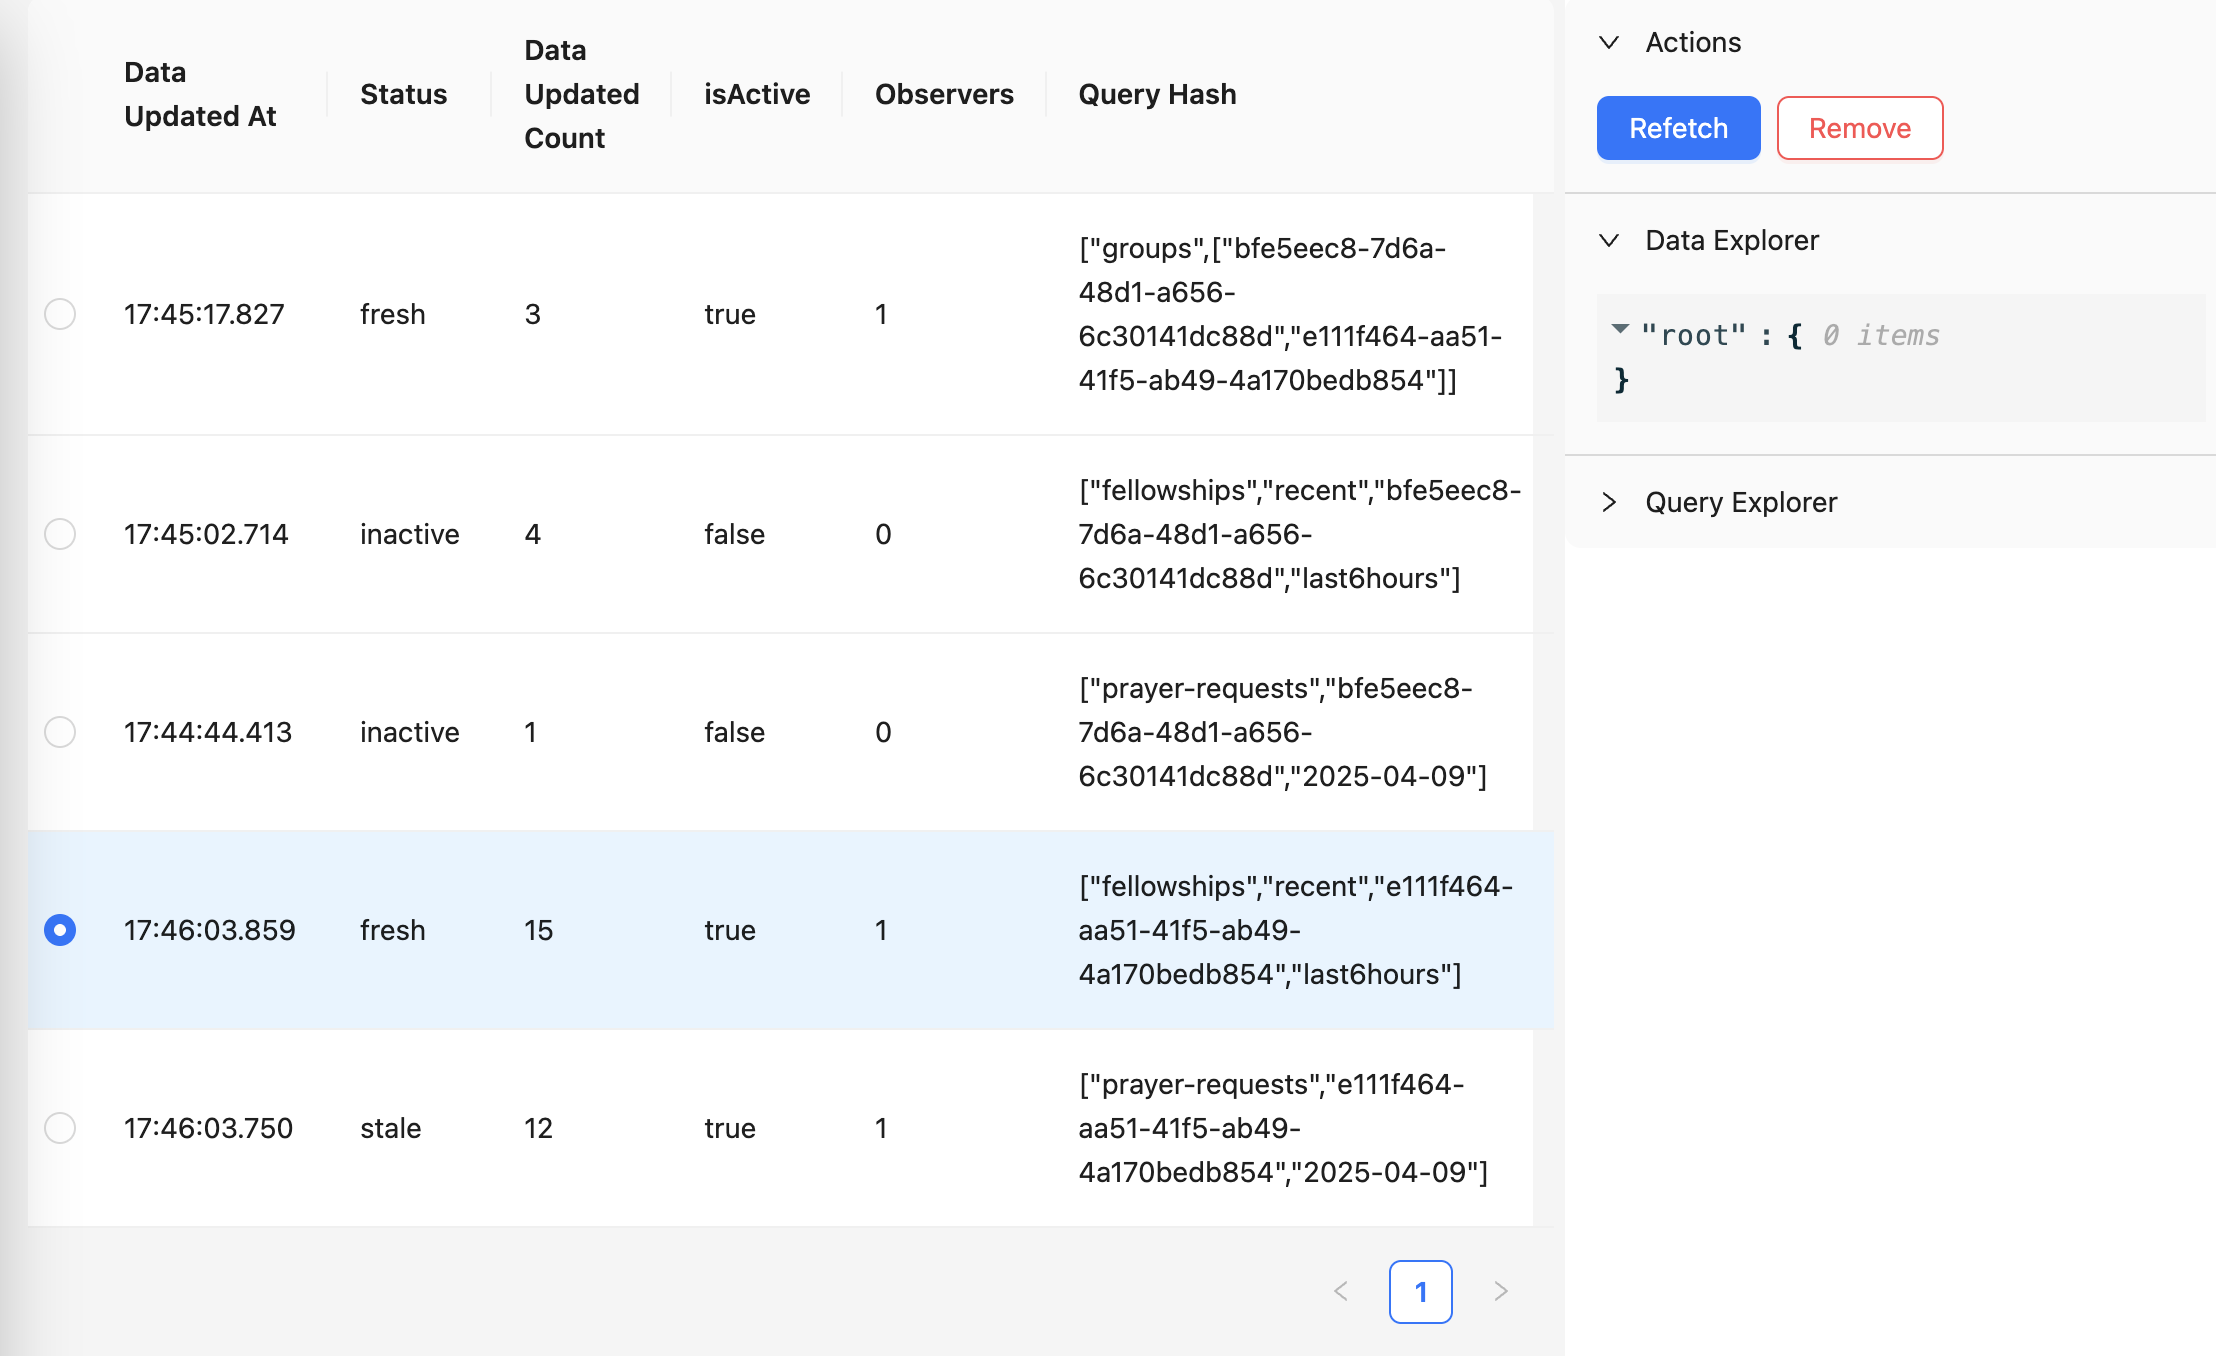 Data
Updated At
Status
Data
Updated
Count
isActive
Observers
Query Hash
17:45:17.827
fresh
3
true
1
["groups",["bfe5eec8-7d6a-
48d1-a656-
6c30141dc88d","e111f464-aa51-
41f5-ab49-4a170bedb854"]]
17:45:02.714
inactive
4
false
0
["fellowships","recent","bfe5eec8-
7d6a-48d1-a656-
6c30141dc88d","last6hours"]
17:44:44.413
inactive
1
false
0
["prayer-requests","bfe5eec8-
7d6a-48d1-a656-
6c30141dc88d","2025-04-09"]
17:46:03.859
fresh
15
true
1
["fellowships","recent","e111f464-
aa51-41f5-ab49-
4a170bedb854","last6hours"]
17:46:03.750
stale
12
true
1
["prayer-requests","e111f464-
aa51-41f5-ab49-
4a170bedb854","2025-04-09"]
< 1 >
Actions
Refetch
Remove
Data Explorer
"root" : { 0 items
}
Query Explorer